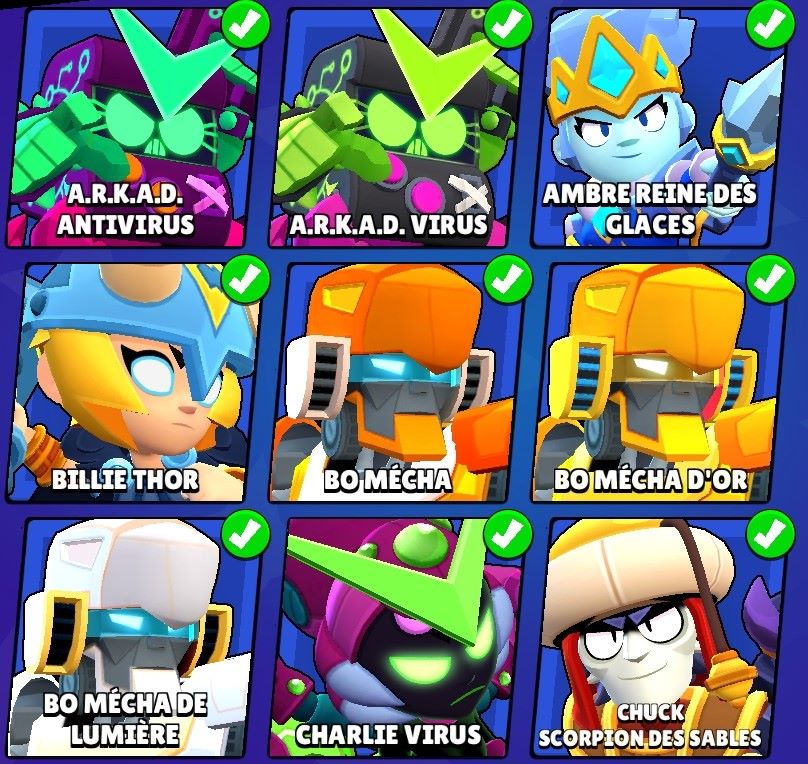 A.R.K.A.D.
ANTIVIRUS
A.R.K.A.D. VIRUS
AMBRE REINE DES
GLACES
BILLIE THOR
BO MÉCHA
BO MÉCHA D'OR
BO MÉCHA DE
LUMIÈRE
CHARLIE VIRUS
CHUCK
SCORPION DES SABLES